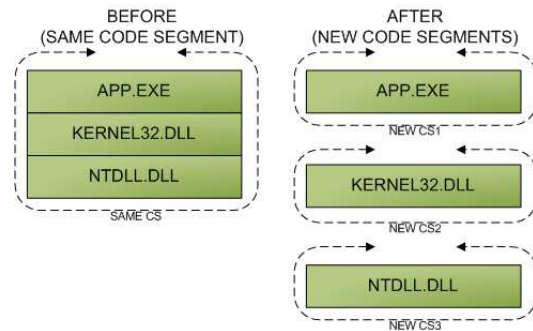 BEFORE
(SAME CODE SEGMENT)
APP.EXE
KERNEL32.DLL
NTDLL.DLL
SAME CS
AFTER
(NEW CODE SEGMENTS)
APP.EXE
NEW CS1
KERNEL32.DLL
NEW CS2
NTDLL.DLL
NEW CS3